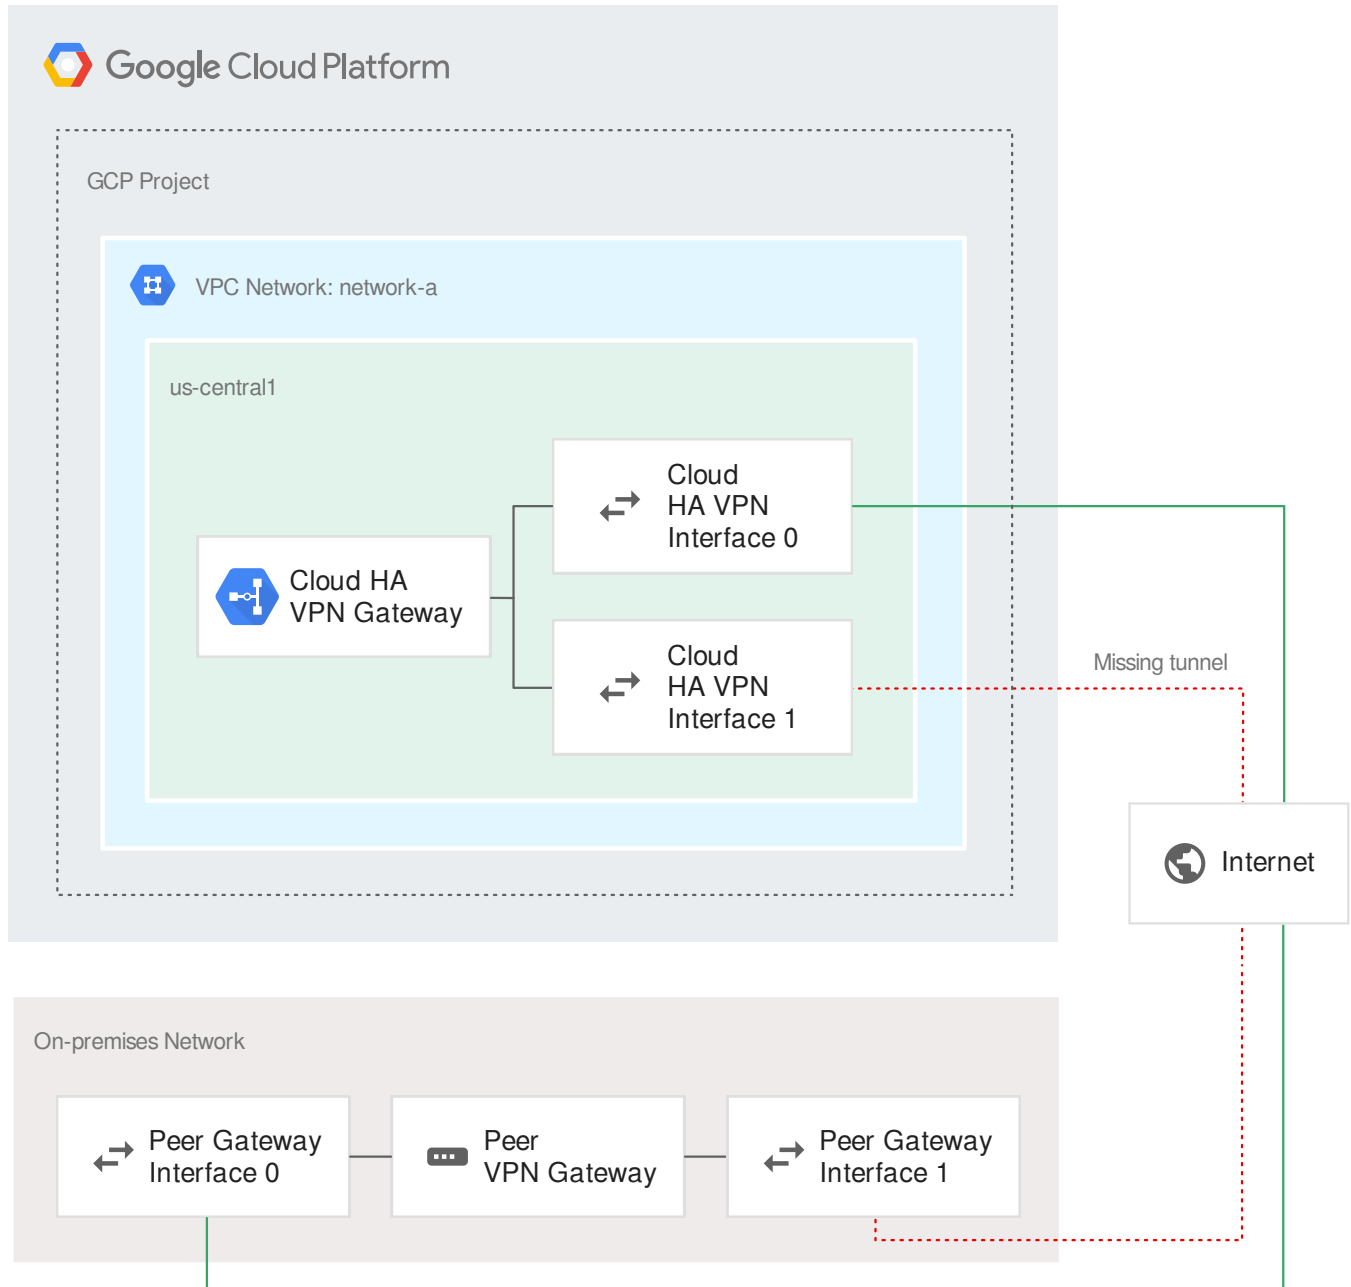 Google Cloud Platform
GCP Project
VPC Network: network-a
us-central1
Cloud
HA VPN
Interface 0
Cloud HA
VPN Gateway
Cloud
HA VPN
Interface 1
Missing tunnel
Internet
On-premises Network
Peer Gateway
Interface 0
Peer
VPN Gateway
Peer Gateway
Interface 1